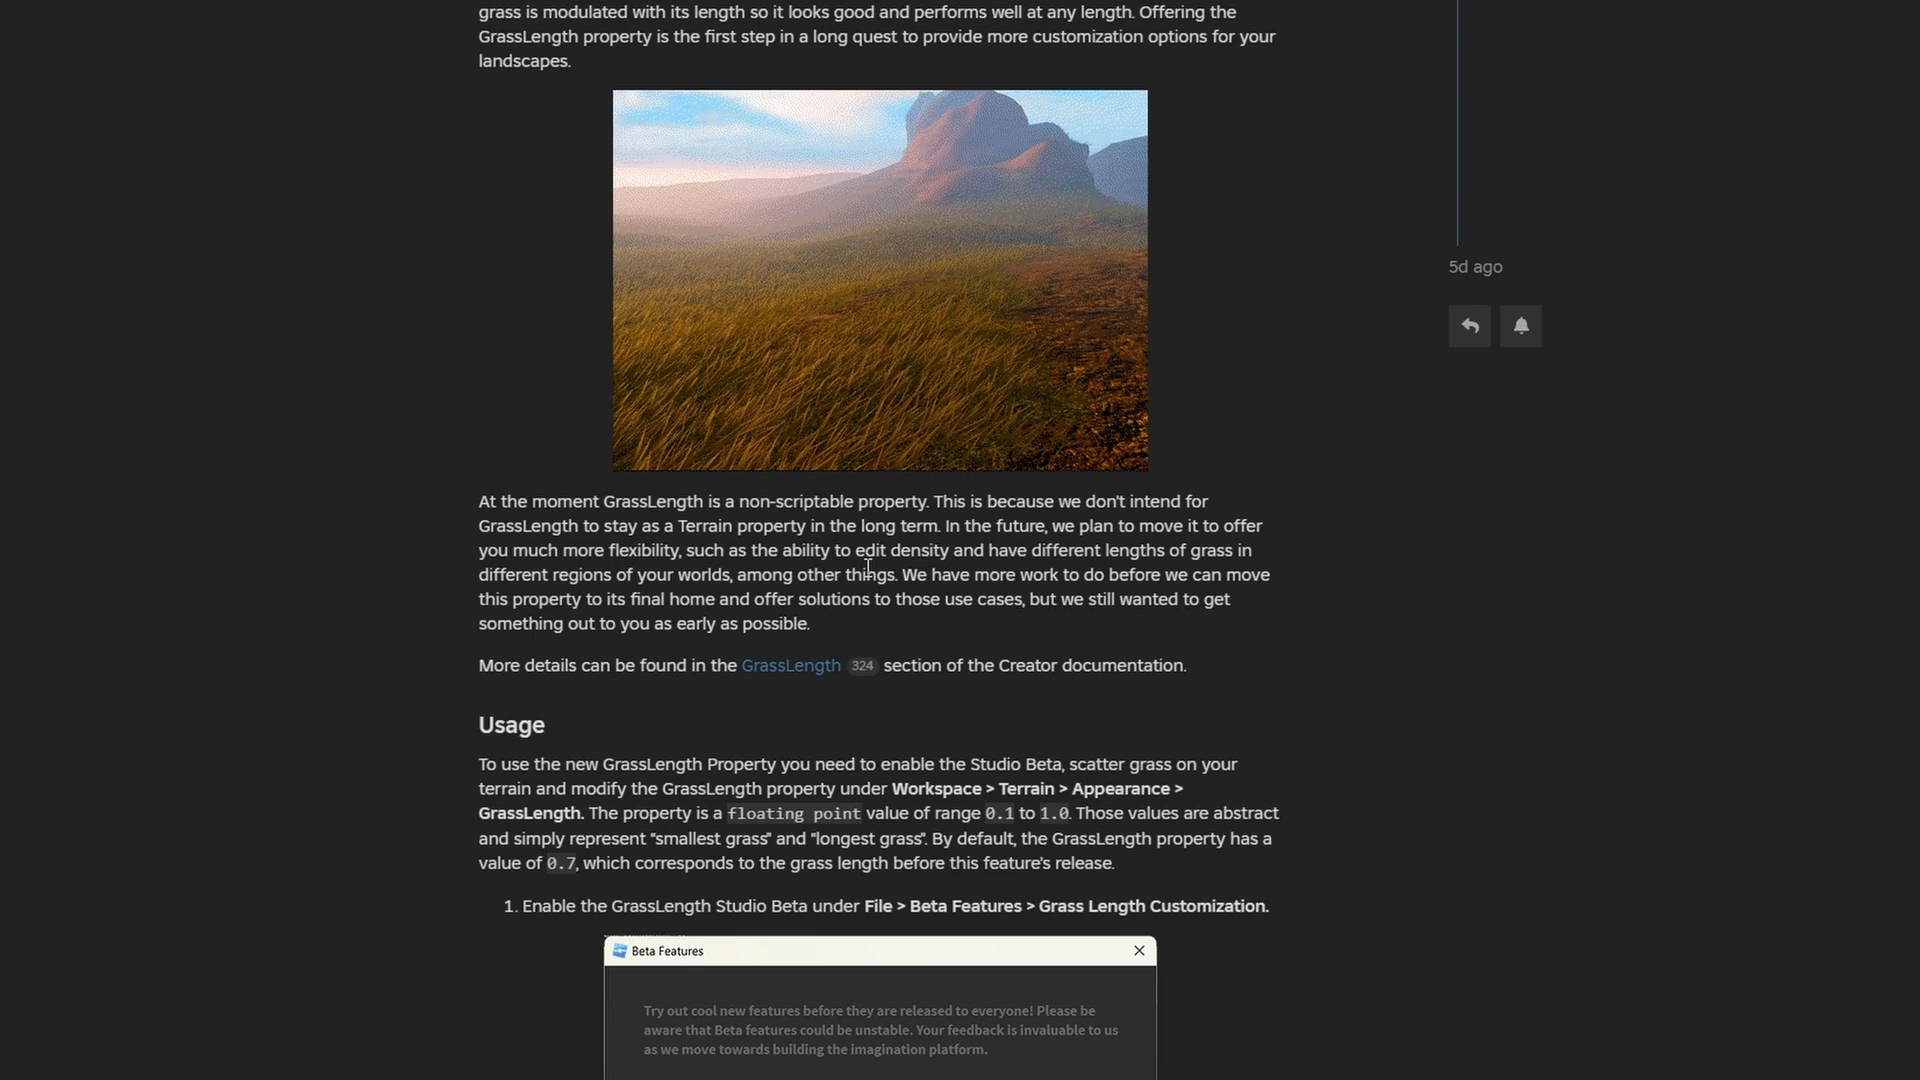 grass is modulated with its length so it looks good and performs well at any length. Offering the
GrassLength property is the first step in a long quest to provide more customization options for your
landscapes.
5d ago
At the moment GrassLength is a non-scriptable property. This is because we don't intend for
GrassLength to stay as a Terrain property in the long term. In the future, we plan to move it to offer
you much more flexibility, such as the ability to edit density and have different lengths of grass in
different regions of your worlds, among other things. We have more work to do before we can move
this property to its final home and offer solutions to those use cases, but we still wanted to get
something out to you as early as possible.
More details can be found in the GrassLength 324 section of the Creator documentation.
Usage
To use the new GrassLength Property you need to enable the Studio Beta, scatter grass on your
terrain and modify the GrassLength property under Workspace > Terrain > Appearance >
GrassLength. The property is a floating point value of range 0.1 to 1.0. Those values are abstract
and simply represent “smallest grass” and “longest grass”. By default, the GrassLength property has a
value of 0.7, which corresponds to the grass length before this feature's release.
1. Enable the GrassLength Studio Beta under File > Beta Features > Grass Length Customization.
Beta Features
Try out cool new features before they are released to everyone! Please be
aware that Beta features could be unstable. Your feedback is invaluable to us
as we move towards building the imagination platform.